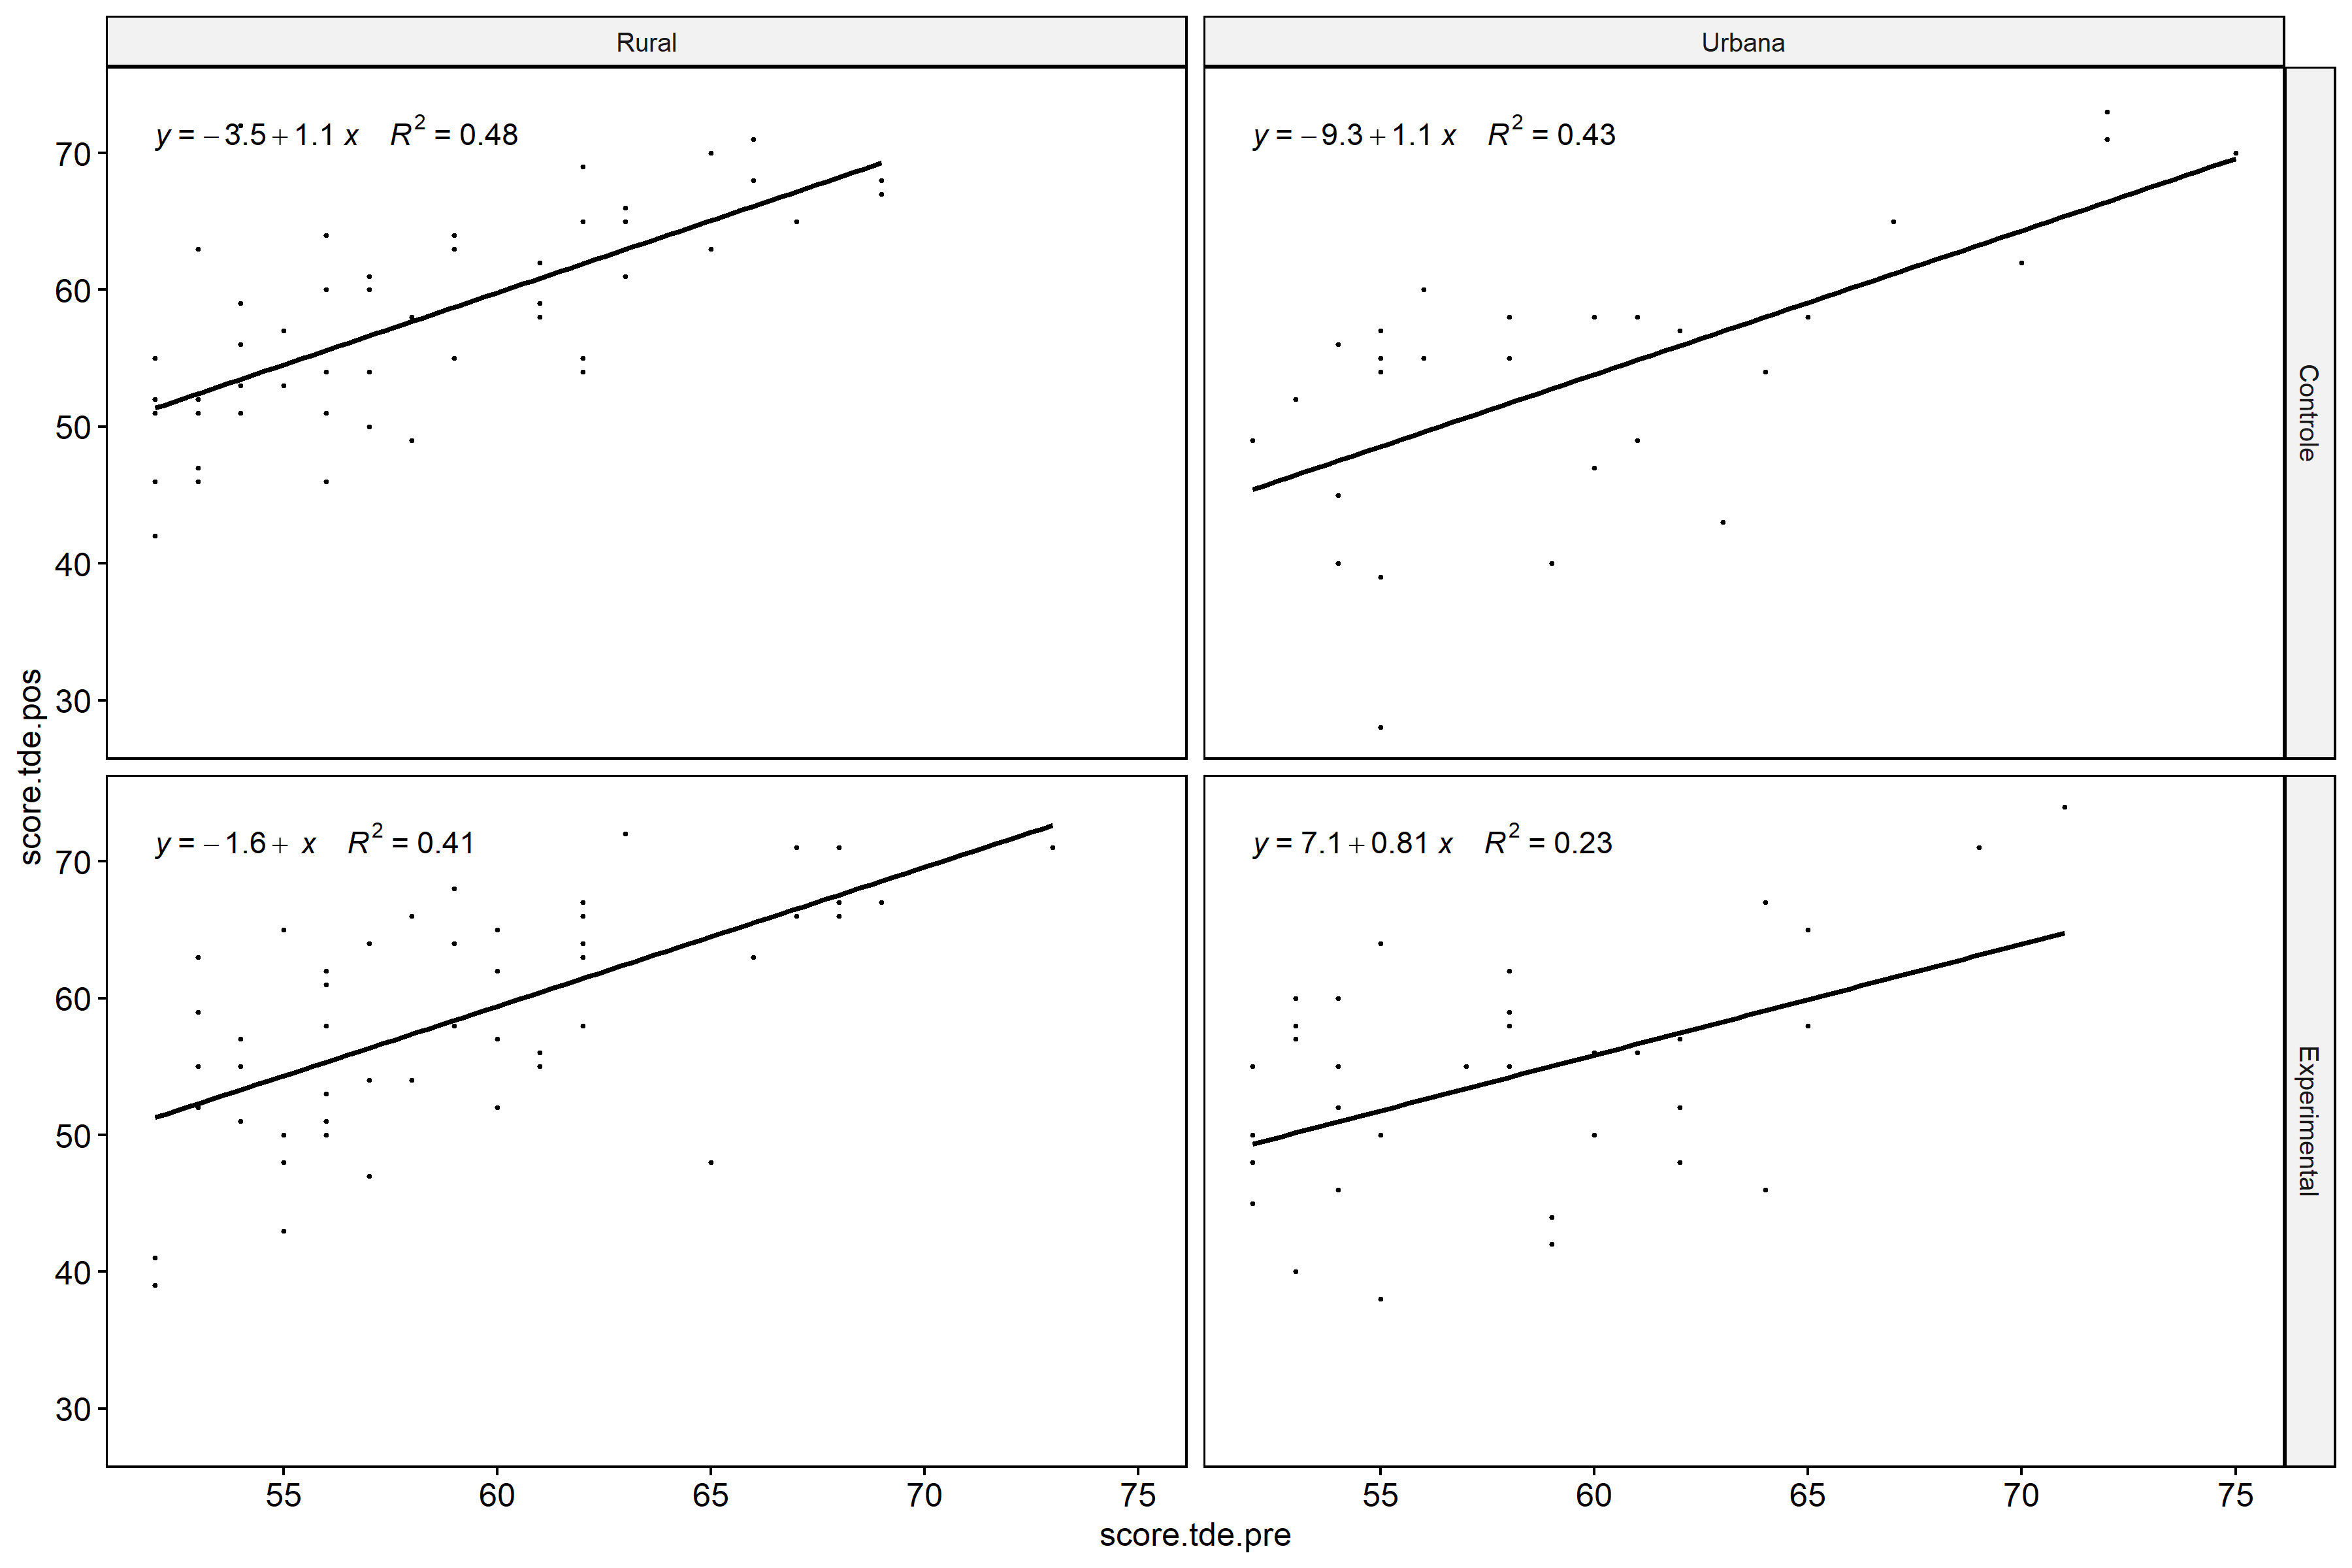 Rural
Urbana
y = −3.5 + 1.1 x R² = 0.48
y = −9.3 + 1.1 x R² = 0.43
Controle
70
60
50
40
30
score.tde.pos
y = −1.6 + x R² = 0.41
y = 7.1 + 0.81 x R² = 0.23
Experimental
70
60
50
40
30
55 60 65 70 75
55 60 65 70 75
score.tde.pre